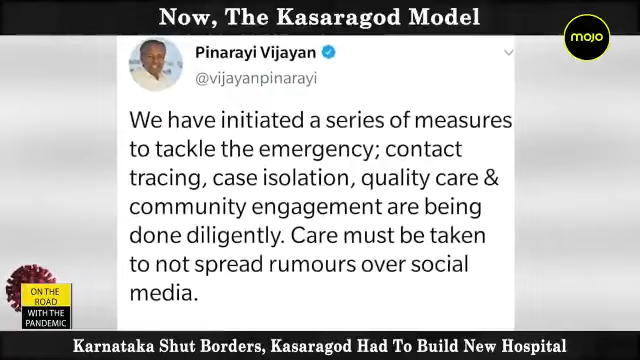 Now, The Kasaragod Model
mojo
Pinarayi Vijayan
@vijayanpinarayi
We have initiated a series of measures
to tackle the emergency; contact
tracing, case isolation, quality care &
community engagement are being
done diligently. Care must be taken
to not spread rumours over social
media.
ON THE
ROAD
WITH THE
PANDEMIC
Karnataka Shut Borders, Kasaragod Had To Build New Hospital